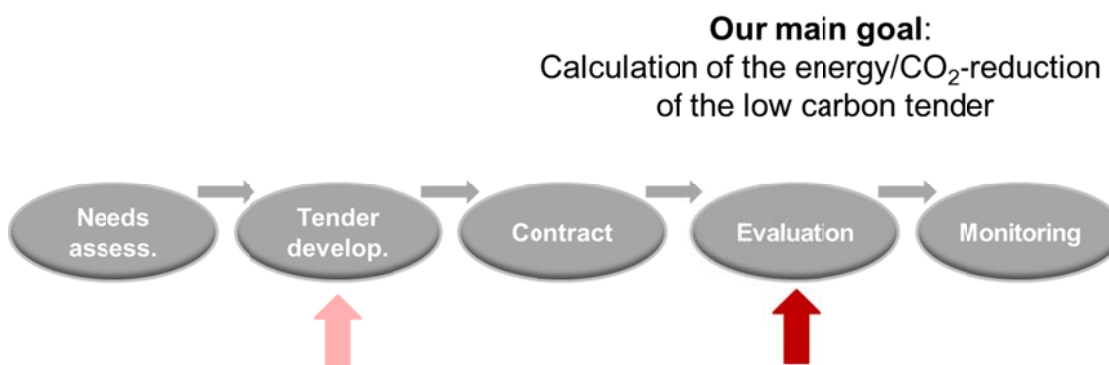 Our main goal:
Calculation of the energy/CO₂-reduction
of the low carbon tender
Needs
assess.
Tender
develop.
Contract
Evaluation
Monitoring